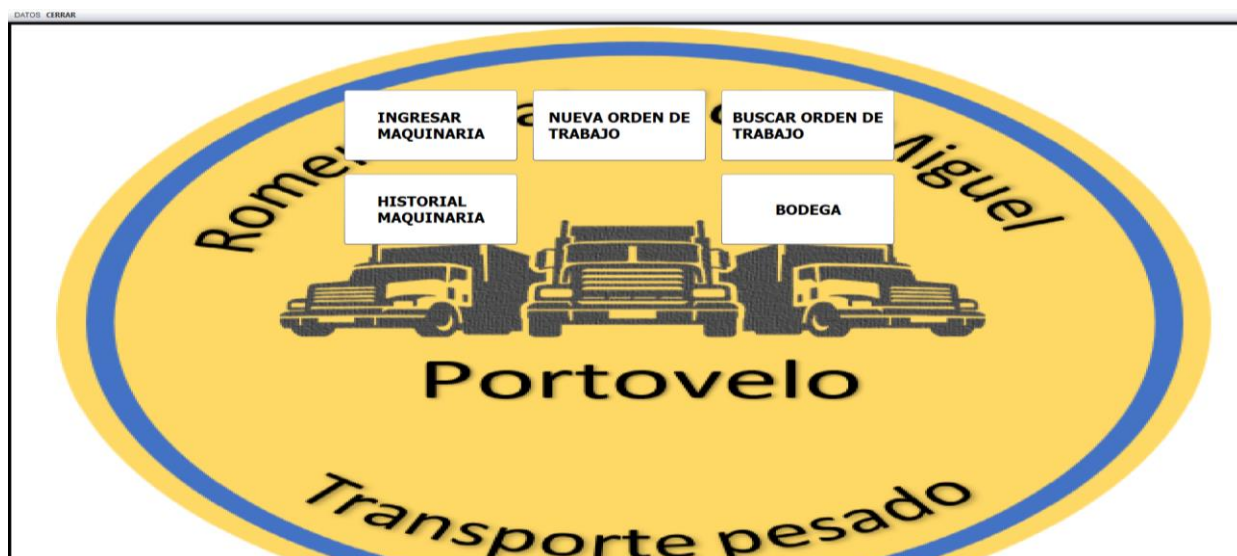 DATOS CERRAR
INGRESAR
MAQUINARIA
NUEVA ORDEN DE
TRABAJO
BUSCAR ORDEN DE
TRABAJO
HISTORIAL
MAQUINARIA
BODEGA
Miguel
Portovelo
Transporte pesado